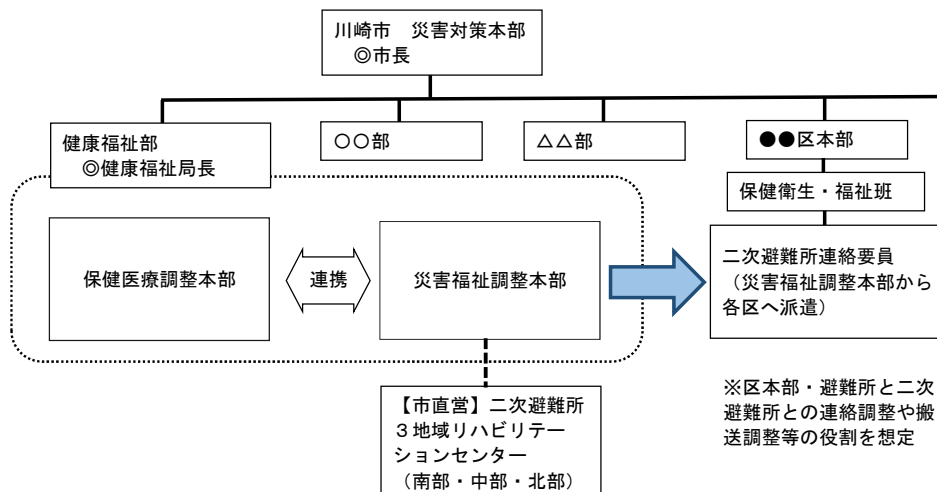 川崎市　災害対策本部
◎市長
健康福祉部
◎健康福祉局長
〇〇部
△△部
●●区本部
保健衛生・福祉班
保健医療調整本部
連携
災害福祉調整本部
二次避難所連絡要員
（災害福祉調整本部から
各区へ派遣）
【市直営】二次避難所
３地域リハビリテー
ションセンター
（南部・中部・北部）
※区本部・避難所と二次
避難所との連絡調整や搬
送調整等の役割を想定